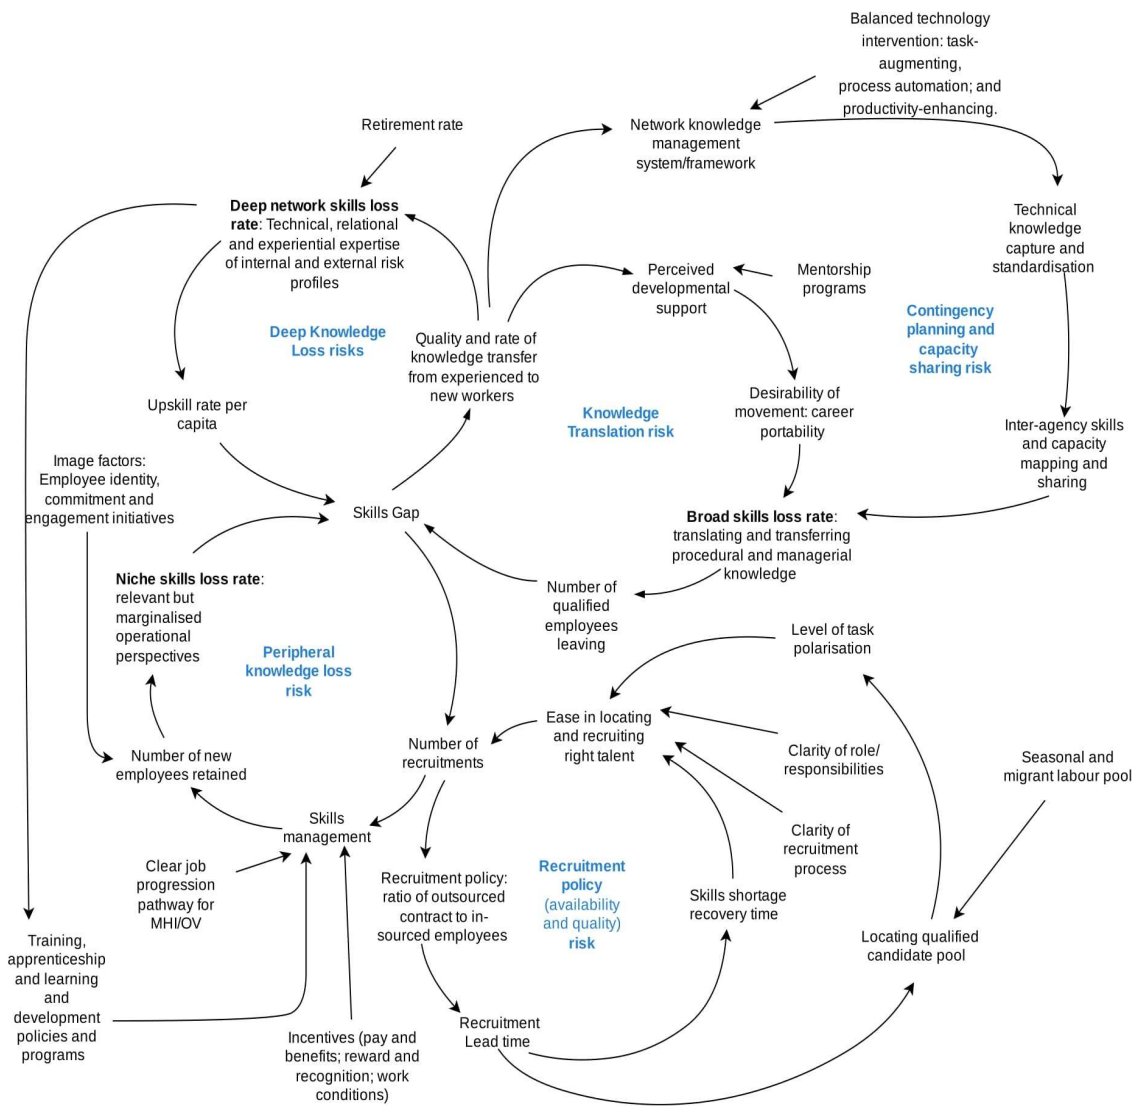 Balanced technology
intervention: task-
augmenting,
process automation; and
productivity-enhancing.
Retirement rate
Network knowledge
management
system/framework
Deep network skills loss
rate: Technical, relational
and experiential expertise
of internal and external risk
profiles
Technical
knowledge
capture and
standardisation
Perceived
developmental
support
Mentorship
programs
Contingency
planning and
capacity
sharing risk
Deep Knowledge
Loss risks
Quality and rate of
knowledge transfer
from experienced to
new workers
Upskill rate per
capita
Knowledge
Translation risk
Desirability of
movement: career
portability
Inter-agency skills
and capacity
mapping and
sharing
Image factors:
Employee identity,
commitment and
engagement initiatives
Skills Gap
Broad skills loss rate:
translating and transferring
procedural and managerial
knowledge
Niche skills loss rate:
relevant but
marginalised
operational
perspectives
Number of
qualified
employees
leaving
Level of task
polarisation
Peripheral
knowledge loss
risk
Ease in locating
and recruiting
right talent
Number of
recruitments
Number of new
employees retained
Clarity of role/
responsibilities
Seasonal and
migrant labour pool
Skills
management
Clarity of
recruitment
process
Clear job
progression
pathway for
MHI/OV
Recruitment policy:
ratio of outsourced
contract to in-
sourced employees
Recruitment
policy
(availability
and quality)
risk
Skills shortage
recovery time
Locating qualified
candidate pool
Training,
apprenticeship
and learning
and
development
policies and
programs
Incentives (pay and
benefits; reward and
recognition; work
conditions)
Recruitment
Lead time